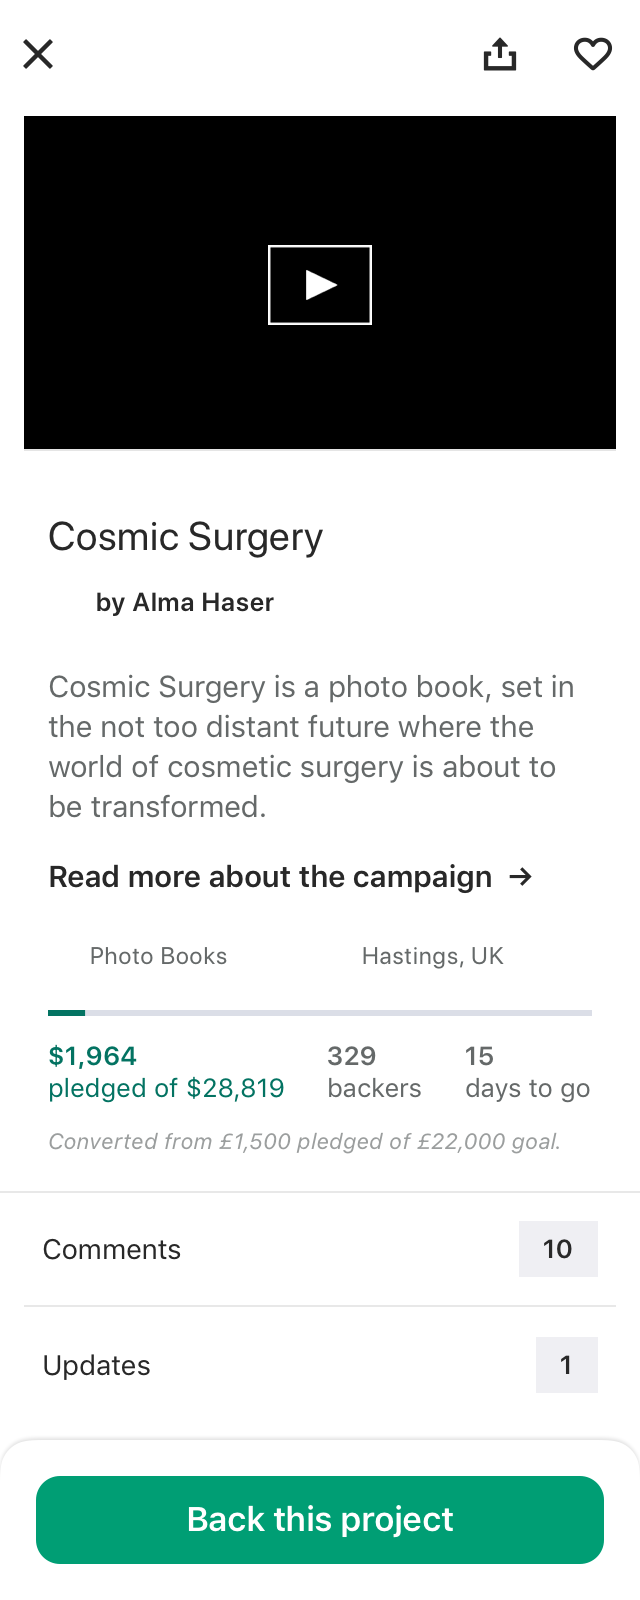 Cosmic Surgery
by Alma Haser
Cosmic Surgery is a photo book, set in
the not too distant future where the
world of cosmetic surgery is about to
be transformed.
Read more about the campaign →
Photo Books
Hastings, UK
$1,964
pledged of $28,819
329
backers
15
days to go
Converted from £1,500 pledged of £22,000 goal.
Comments
10
Updates
1
Back this project